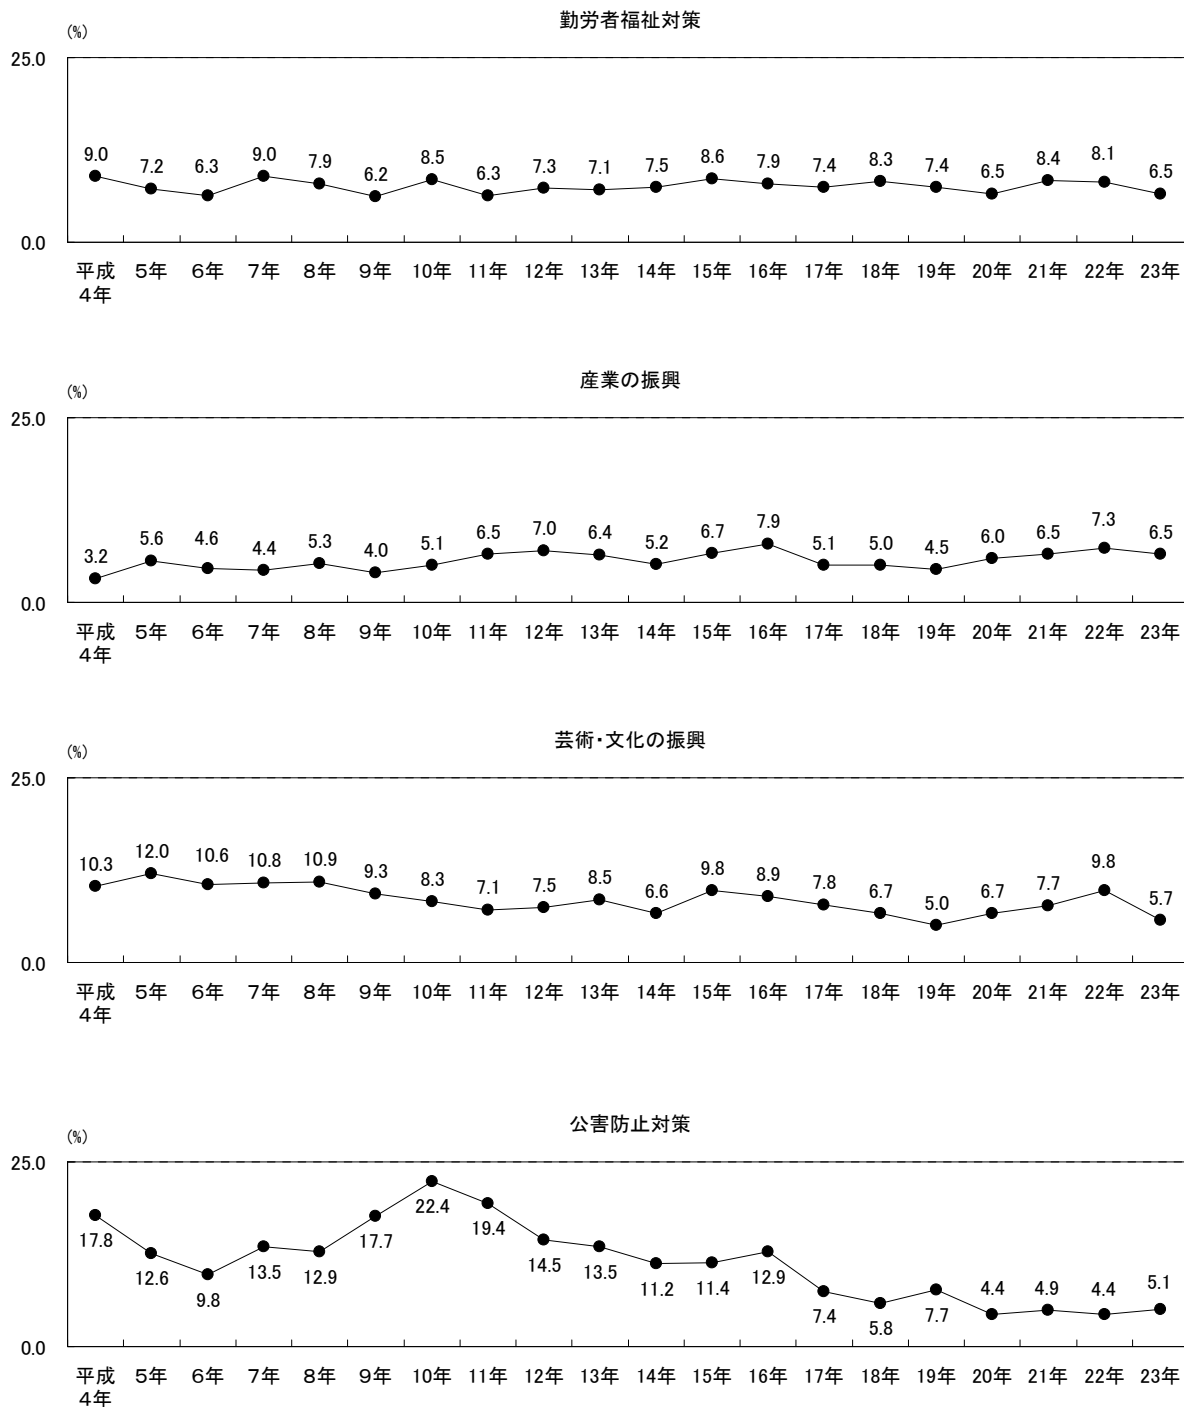 勤労者福祉対策
(%)
25.0
9.0 7.2 6.3 9.0 7.9 6.2 8.5 6.3 7.3 7.1 7.5 8.6 7.9 7.4 8.3 7.4 6.5 8.4 8.1 6.5
0.0
平成 5年 6年 7年 8年 9年 10年 11年 12年 13年 14年 15年 16年 17年 18年 19年 20年 21年 22年 23年
4年
産業の振興
(%)
25.0
3.2 5.6 4.6 4.4 5.3 4.0 5.1 6.5 7.0 6.4 5.2 6.7 7.9 5.1 5.0 4.5 6.0 6.5 7.3 6.5
0.0
平成 5年 6年 7年 8年 9年 10年 11年 12年 13年 14年 15年 16年 17年 18年 19年 20年 21年 22年 23年
4年
芸術・文化の振興
(%)
25.0
10.3 12.0 10.6 10.8 10.9 9.3 8.3 7.1 7.5 8.5 6.6 9.8 8.9 7.8 6.7 5.0 6.7 7.7 9.8 5.7
0.0
平成 5年 6年 7年 8年 9年 10年 11年 12年 13年 14年 15年 16年 17年 18年 19年 20年 21年 22年 23年
4年
公害防止対策
(%)
25.0
17.8 12.6 9.8 13.5 12.9 17.7 22.4 19.4 14.5 13.5 11.2 11.4 12.9 7.4 5.8 7.7 4.4 4.9 4.4 5.1
0.0
平成 5年 6年 7年 8年 9年 10年 11年 12年 13年 14年 15年 16年 17年 18年 19年 20年 21年 22年 23年
4年